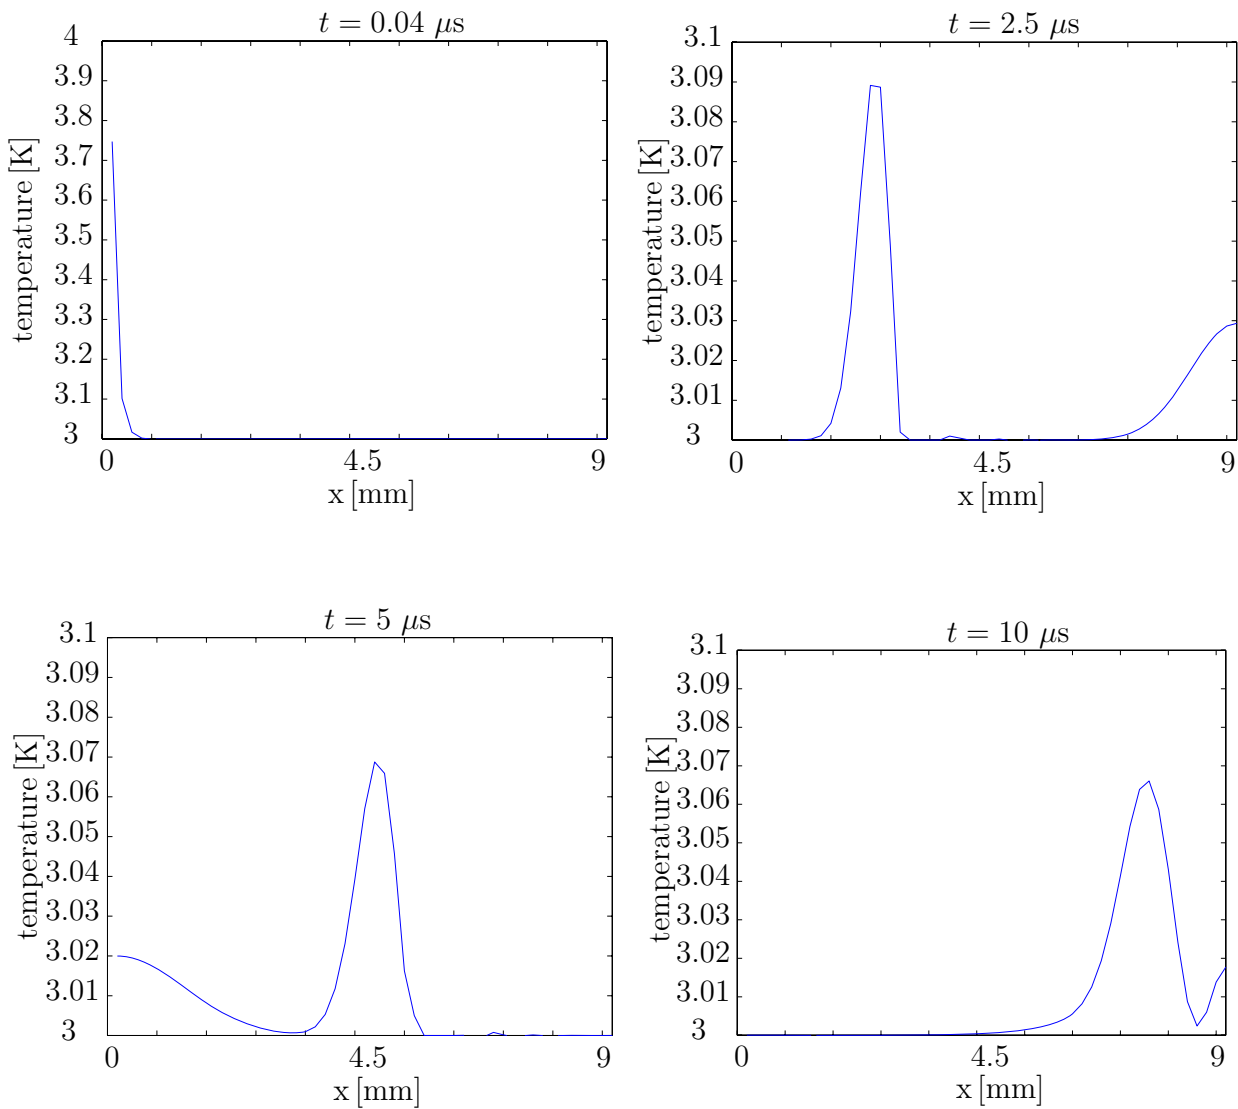 t = 0.04 μs
4
3.9
3.8
3.7
3.6
3.5
3.4
3.3
3.2
3.1
3
temperature [K]
0 4.5 9
x [mm]
t = 2.5 μs
3.1
3.09
3.08
3.07
3.06
3.05
3.04
3.03
3.02
3.01
3
temperature [K]
0 4.5 9
x [mm]
t = 5 μs
3.1
3.09
3.08
3.07
3.06
3.05
3.04
3.03
3.02
3.01
3
temperature [K]
0 4.5 9
x [mm]
t = 10 μs
3.1
3.09
3.08
3.07
3.06
3.05
3.04
3.03
3.02
3.01
3
temperature [K]
0 4.5 9
x [mm]